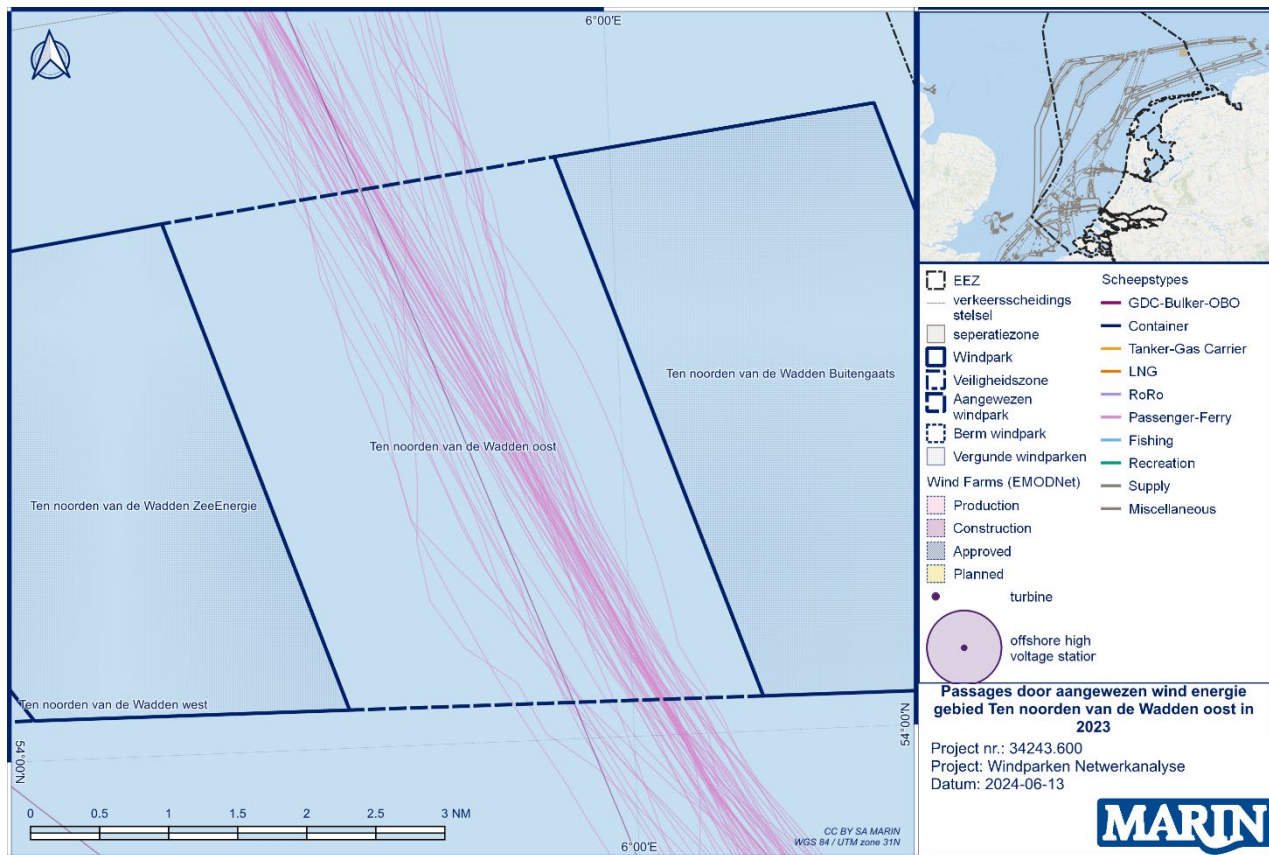 6°00'E
Ten noorden van de Wadden Buitengaats
Ten noorden van de Wadden oost
Ten noorden van de Wadden ZeeEnergie
Ten noorden van de Wadden west
54°00'N
54°00'N
0 0.5 1 1.5 2 2.5 3 NM
6°00'E
CC BY SA MARIN
WGS 84 / UTM zone 31N
EEZ
verkeersscheidings
stelsel
seperatiezone
Windpark
Veiligheidszone
Aangewezen
windpark
Berm windpark
Vergunde windparken
Wind Farms (EMODNet)
Production
Construction
Approved
Planned
turbine
offshore high
voltage station
Scheepstypes
GDC-Bulker-OBO
Container
Tanker-Gas Carrier
LNG
RoRo
Passenger-Ferry
Fishing
Recreation
Supply
Miscellaneous
Passages door aangewezen wind energie
gebied Ten noorden van de Wadden oost in
2023
Project nr.: 34243.600
Project: Windparken Netwerkanalyse
Datum: 2024-06-13
MARIN